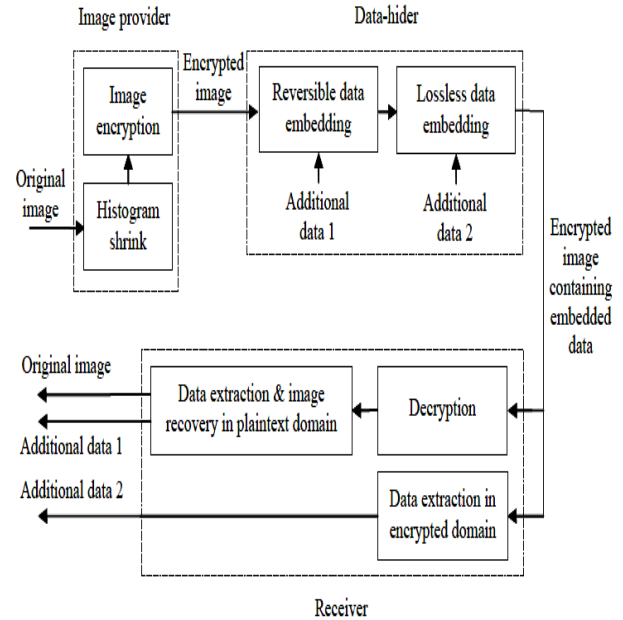 Image provider
Data-hider
Image
encryption
Encrypted
image
Reversible data
embedding
Lossless data
embedding
Original
image
Histogram
shrink
Additional
data 1
Additional
data 2
Encrypted
image
containing
embedded
data
Original image
Additional data 1
Data extraction & image
recovery in plaintext domain
Decryption
Additional data 2
Data extraction in
encrypted domain
Receiver